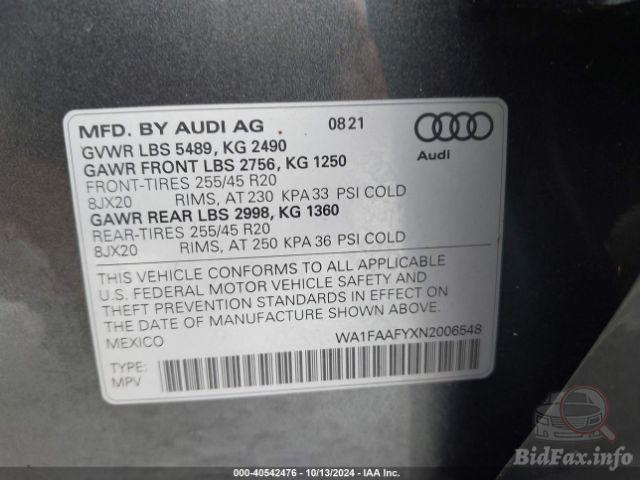 MFD. BY AUDI AG 08 21
GVWR LBS 5489, KG 2490
GAWR FRONT LBS 2756, KG 1250
FRONT-TIRES 255/45 R20
8JX20 RIMS, AT 230 KPA 33 PSI COLD
GAWR REAR LBS 2998, KG 1360
REAR-TIRES 255/45 R20
8JX20 RIMS, AT 250 KPA 36 PSI COLD
Audi
THIS VEHICLE CONFORMS TO ALL APPLICABLE
U.S. FEDERAL MOTOR VEHICLE SAFETY AND
THEFT PREVENTION STANDARDS IN EFFECT ON
THE DATE OF MANUFACTURE SHOWN ABOVE.
MEXICO WA1FAAFYXN2006548
TYPE:
MPV
000-40542476 - 10/13/2024 - IAA Inc.
BidFax.info